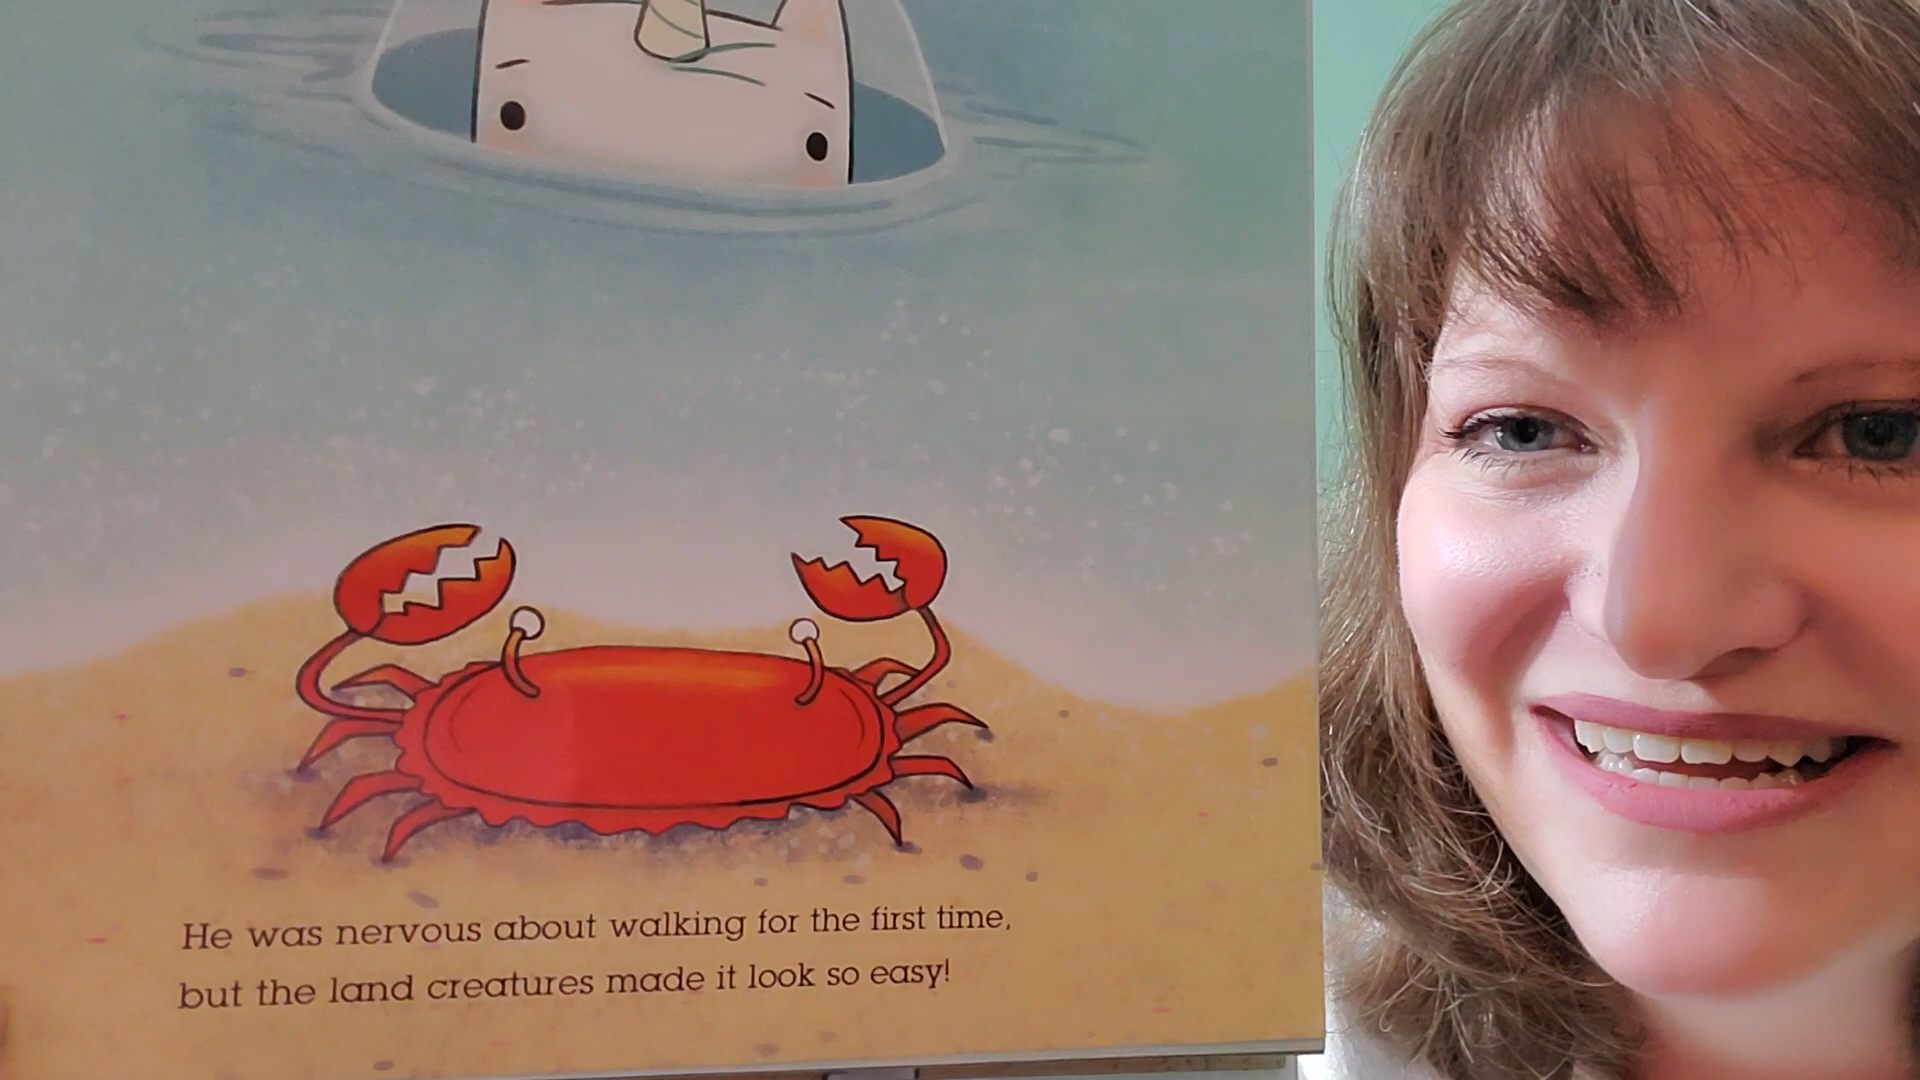 He was nervous about walking for the first time,
but the land creatures made it look so easy!